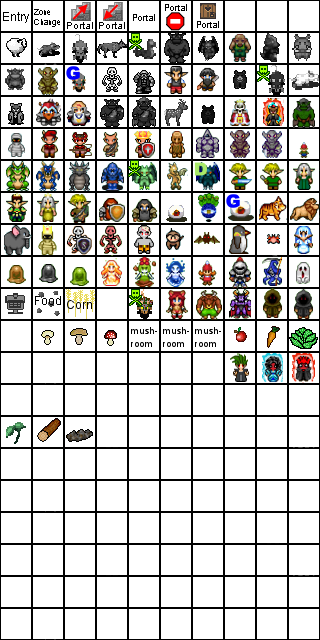 Entry
Zone
Change
Portal
Portal
Portal
Portal
Portal
G
D
G
Food
Corn
mush-
room
mush-
room
mush-
room